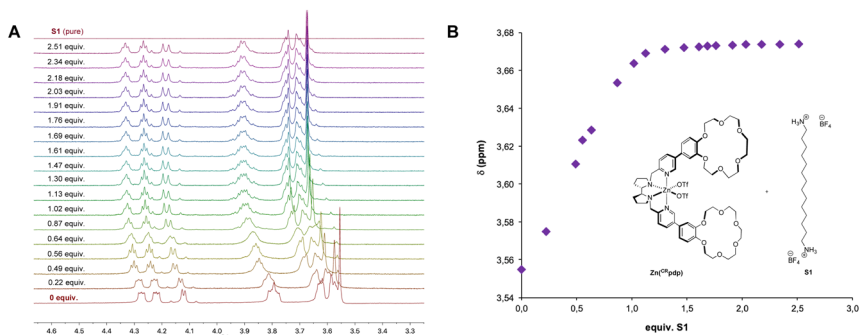 A
S1 (pure)
2.51 equiv.
2.34 equiv.
2.18 equiv.
2.03 equiv.
1.91 equiv.
1.76 equiv.
1.69 equiv.
1.61 equiv.
1.47 equiv.
1.30 equiv.
1.13 equiv.
1.02 equiv.
0.87 equiv.
0.64 equiv.
0.56 equiv.
0.49 equiv.
0.22 equiv.
0 equiv.
4.6 4.5 4.4 4.3 4.2 4.1 4.0 3.9 3.8 3.7 3.6 3.5 3.4 3.3
B
δ (ppm)
3,68
3,66
3,64
3,62
3,60
3,58
3,56
3,54
0,0 0,5 1,0 1,5 2,0 2,5 3,0
equiv. S1
O O O
O O
O
N
N Zn OTf
N OTf
N
O O O
O O
O
Zn(CRpdp)
+
H3N⊕ ⊖BF4
⊖BF4 ⊕NH3
S1